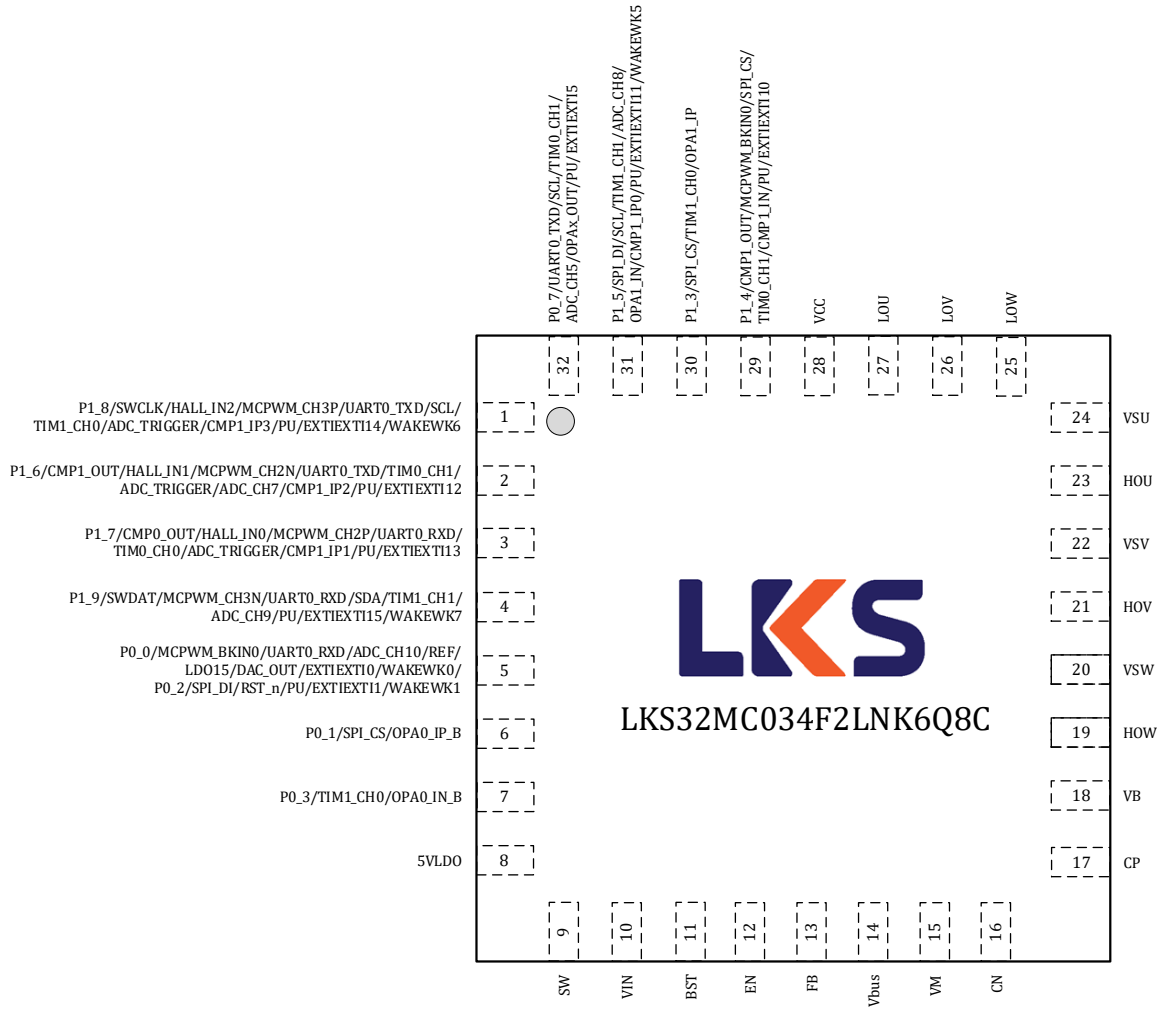 P0_7/UART0_TXD/SCL/TIM0_CH1/
ADC_CH5/OPAx_OUT/PU/EXTIEXTI5
P1_5/SPI_DI/SCL/TIM1_CH1/ADC_CH8/
OPA1_IN/CMP1_IP0/PU/EXTIEXTI11/WAKEWK5
P1_3/SPI_CS/TIM1_CH0/OPA1_IP
P1_4/CMP1_OUT/MCPWM_BKIN0/SPI_CS/
TIM0_CH1/CMP1_IN/PU/EXTIEXTI10
VCC
LOU
LOV
LOW
32
31
30
29
28
27
26
25
P1_8/SWCLK/HALL_IN2/MCPWM_CH3P/UART0_TXD/SCL/
TIM1_CH0/ADC_TRIGGER/CMP1_IP3/PU/EXTIEXTI14/WAKEWK6
1
P1_6/CMP1_OUT/HALL_IN1/MCPWM_CH2N/UART0_TXD/TIM0_CH1/
ADC_TRIGGER/ADC_CH7/CMP1_IP2/PU/EXTIEXTI12
2
P1_7/CMP0_OUT/HALL_IN0/MCPWM_CH2P/UART0_RXD/
TIM0_CH0/ADC_TRIGGER/CMP1_IP1/PU/EXTIEXTI13
3
P1_9/SWDAT/MCPWM_CH3N/UART0_RXD/SDA/TIM1_CH1/
ADC_CH9/PU/EXTIEXTI15/WAKEWK7
4
P0_0/MCPWM_BKIN0/UART0_RXD/ADC_CH10/REF/
LDO15/DAC_OUT/EXTIEXTI0/WAKEWK0/
P0_2/SPI_DI/RST_n/PU/EXTIEXTI1/WAKEWK1
5
P0_1/SPI_CS/OPA0_IP_B
6
P0_3/TIM1_CH0/OPA0_IN_B
7
5VLDO
8
LKS
LKS32MC034F2LNK6Q8C
24 VSU
23 HOU
22 VSV
21 HOV
20 VSW
19 HOW
18 VB
17 CP
9
10
11
12
13
14
15
16
SW
VIN
BST
EN
FB
Vbus
VM
CN